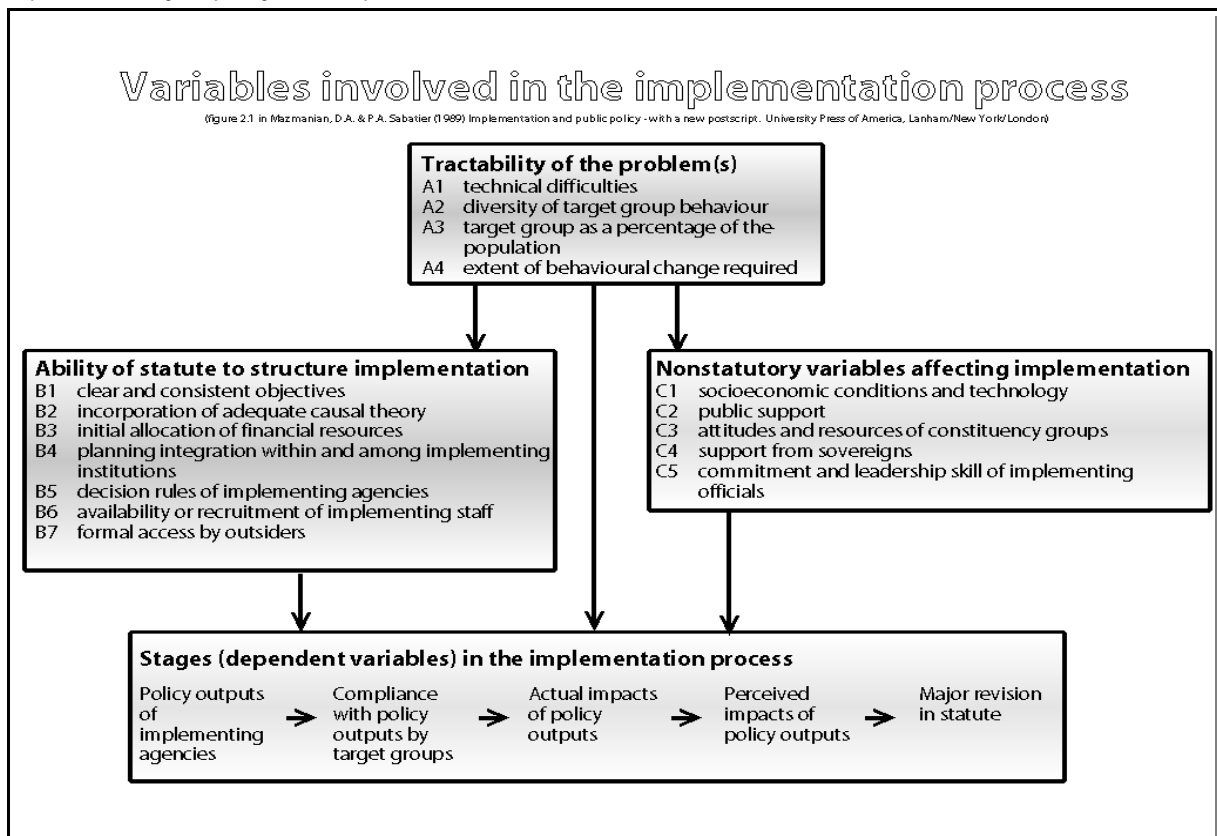 Variables involved in the implementation process
(figure 2.1 in Mazmanian, D.A. & P.A. Sabatier (1989) Implementation and public policy - with a new postscript. University Press of America, Lanham/New York/London)
Tractability of the problem(s)
A1 technical difficulties
A2 diversity of target group behaviour
A3 target group as a percentage of the
population
A4 extent of behavioural change required
Ability of statute to structure implementation
B1 clear and consistent objectives
B2 incorporation of adequate causal theory
B3 initial allocation of financial resources
B4 planning integration within and among implementing
institutions
B5 decision rules of implementing agencies
B6 availability or recruitment of implementing staff
B7 formal access by outsiders
Nonstatutory variables affecting implementation
C1 socioeconomic conditions and technology
C2 public support
C3 attitudes and resources of constituency groups
C4 support from sovereigns
C5 commitment and leadership skill of implementing
officials
Stages (dependent variables) in the implementation process
Policy outputs
of
implementing
agencies
Compliance
with policy
outputs by
target groups
Actual impacts
of policy
outputs
Perceived
impacts of
policy outputs
Major revision
in statute